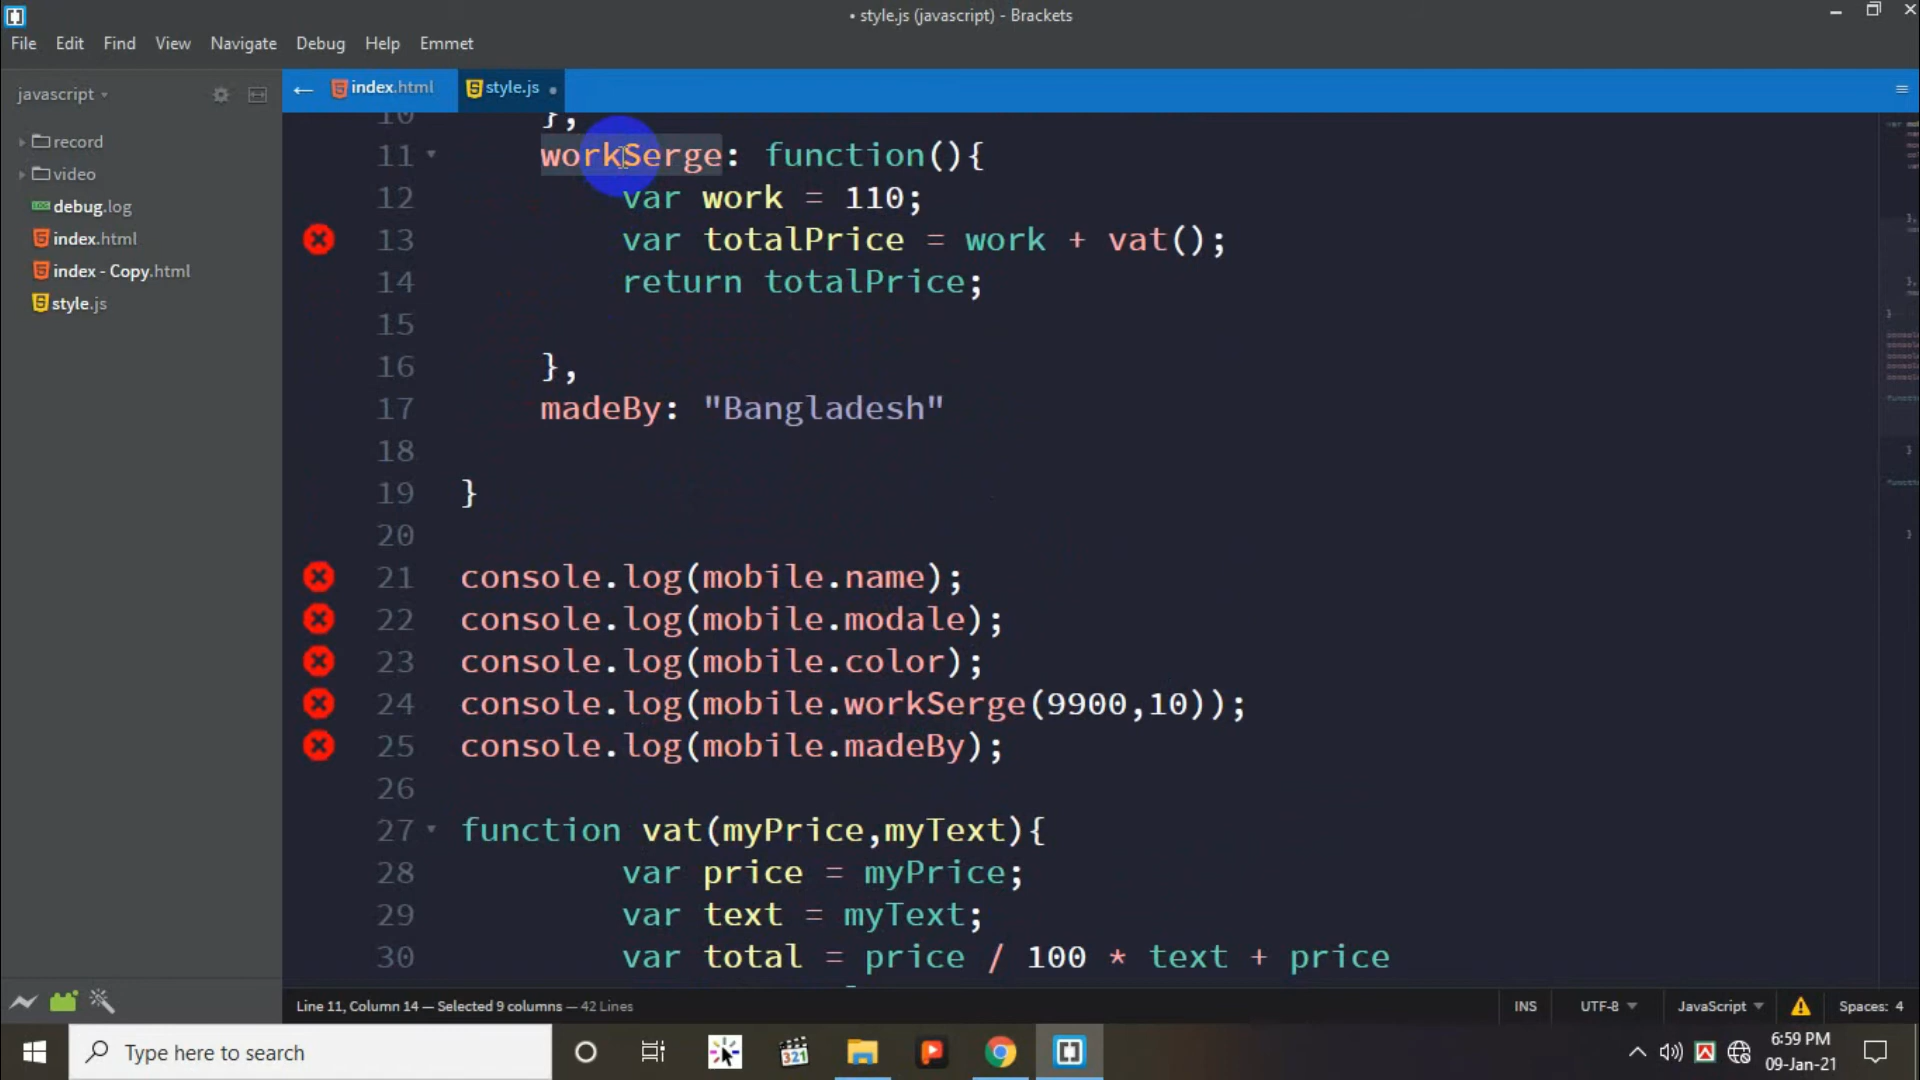 • style.js (javascript) - Brackets
File Edit Find View Navigate Debug Help Emmet
javascript
index.html
style.js
record
video
debug.log
index.html
index - Copy.html
style.js
10 },
11 workSerge: function(){
12 var work = 110;
13 var totalPrice = work + vat();
14 return totalPrice;
15
16 },
17 madeBy: "Bangladesh"
18
19 }
20
21 console.log(mobile.name);
22 console.log(mobile.modale);
23 console.log(mobile.color);
24 console.log(mobile.workSerge(9900,10));
25 console.log(mobile.madeBy);
26
27 function vat(myPrice,myText){
28 var price = myPrice;
29 var text = myText;
30 var total = price / 100 * text + price
Line 11, Column 14 — Selected 9 columns — 42 Lines
INS UTF-8 JavaScript Spaces: 4
Type here to search
321
6:59 PM
09-Jan-21